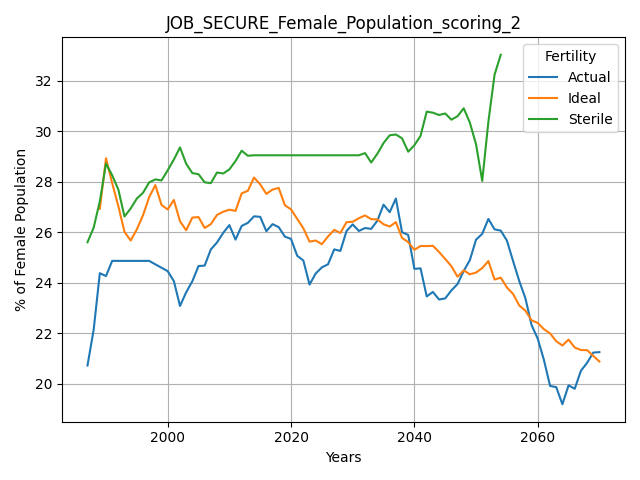 JOB_SECURE_Female_Population_scoring_2
% of Female Population
32
30
28
26
24
22
20
Fertility
Actual
Ideal
Sterile
2000
2020
2040
2060
Years